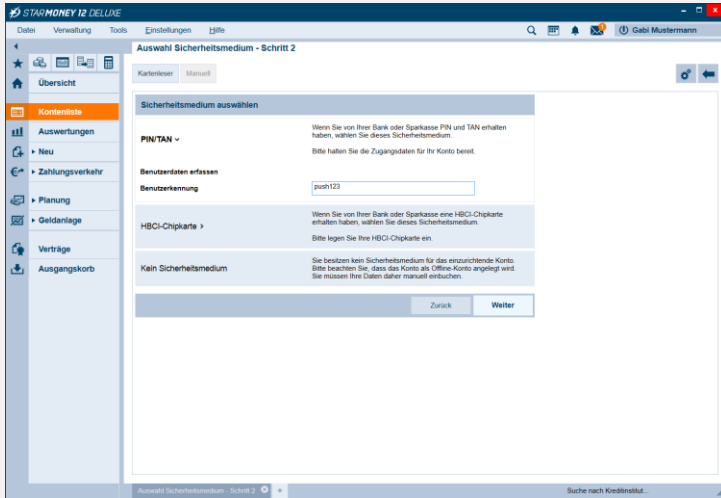 STARMONEY 12 DELUXE
Datei Verwaltung Tools Einstellungen Hilfe
Gabi Mustermann
Auswahl Sicherheitsmedium - Schritt 2
Kartenleser Manuell
Übersicht
Kontenliste
Auswertungen
Neu
Zahlungsverkehr
Planung
Geldanlage
Verträge
Ausgangskorb
Sicherheitsmedium auswählen
PIN/TAN
Wenn Sie von Ihrer Bank oder Sparkasse PIN und TAN erhalten
haben, wählen Sie dieses Sicherheitsmedium.
Bitte halten Sie die Zugangsdaten für Ihr Konto bereit.
Benutzerdaten erfassen
Benutzerkennung push123
HBCI-Chipkarte
Wenn Sie von Ihrer Bank oder Sparkasse eine HBCI-Chipkarte
erhalten haben, wählen Sie dieses Sicherheitsmedium.
Bitte legen Sie Ihre HBCI-Chipkarte ein.
Kein Sicherheitsmedium
Sie besitzen kein Sicherheitsmedium für das einzurichtende Konto.
Bitte beachten Sie, dass das Konto als Offline-Konto angelegt wird.
Sie müssen Ihre Daten daher manuell einbuchen.
Zurück Weiter
Auswahl Sicherheitsmedium - Schritt 2
Suche nach Kreditinstitut...